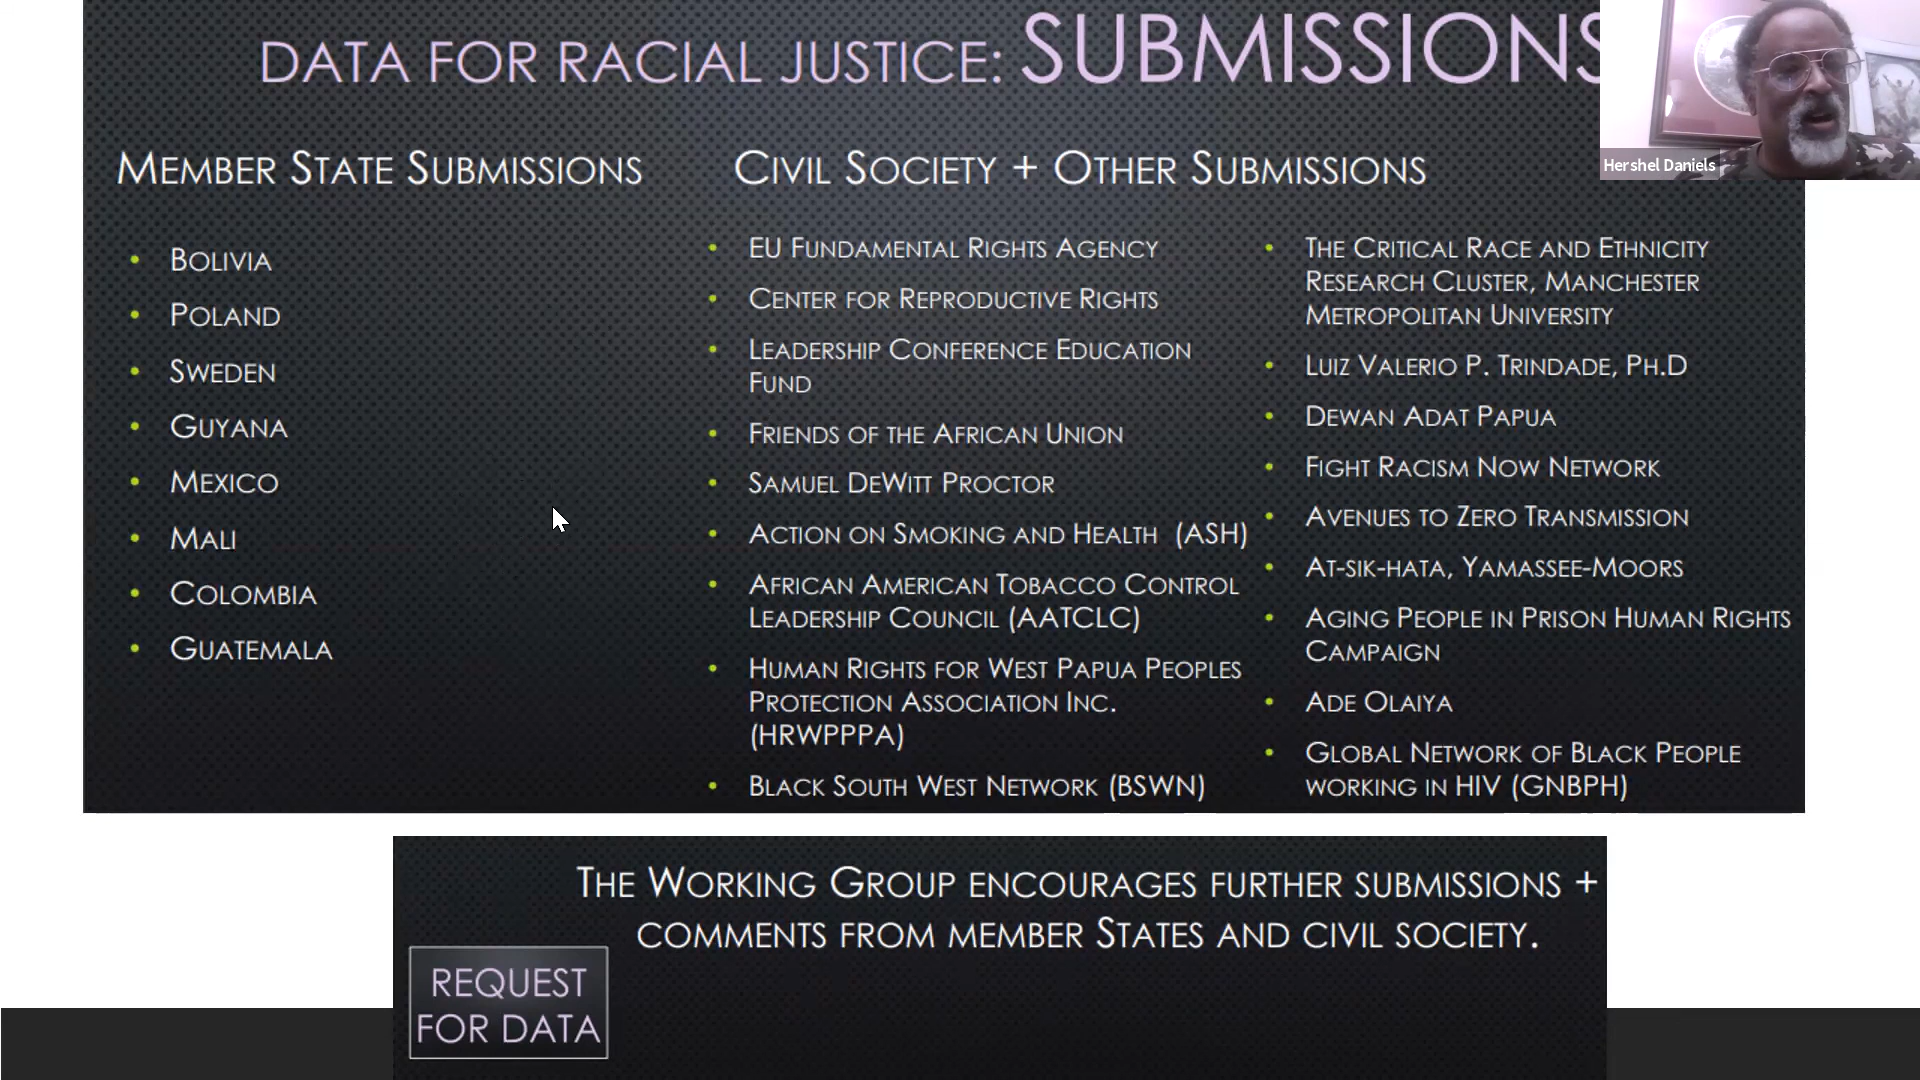 DATA FOR RACIAL JUSTICE: SUBMISSIONS
Hershel Daniels
MEMBER STATE SUBMISSIONS
• BOLIVIA
• POLAND
• SWEDEN
• GUYANA
• MEXICO
• MALI
• COLOMBIA
• GUATEMALA
CIVIL SOCIETY + OTHER SUBMISSIONS
• EU FUNDAMENTAL RIGHTS AGENCY
• CENTER FOR REPRODUCTIVE RIGHTS
• LEADERSHIP CONFERENCE EDUCATION
FUND
• FRIENDS OF THE AFRICAN UNION
• SAMUEL DEWITT PROCTOR
• ACTION ON SMOKING AND HEALTH (ASH)
• AFRICAN AMERICAN TOBACCO CONTROL
LEADERSHIP COUNCIL (AATCLC)
• HUMAN RIGHTS FOR WEST PAPUA PEOPLES
PROTECTION ASSOCIATION INC.
(HRWPPPA)
• BLACK SOUTH WEST NETWORK (BSWN)
• THE CRITICAL RACE AND ETHNICITY
RESEARCH CLUSTER, MANCHESTER
METROPOLITAN UNIVERSITY
• LUIZ VALERIO P. TRINDADE, PH.D
• DEWAN ADAT PAPUA
• FIGHT RACISM NOW NETWORK
• AVENUES TO ZERO TRANSMISSION
• AT-SIK-HATA, YAMASSEE-MOORS
• AGING PEOPLE IN PRISON HUMAN RIGHTS
CAMPAIGN
• ADE OLAIYA
• GLOBAL NETWORK OF BLACK PEOPLE
WORKING IN HIV (GNBPH)
THE WORKING GROUP ENCOURAGES FURTHER SUBMISSIONS +
COMMENTS FROM MEMBER STATES AND CIVIL SOCIETY.
REQUEST
FOR DATA